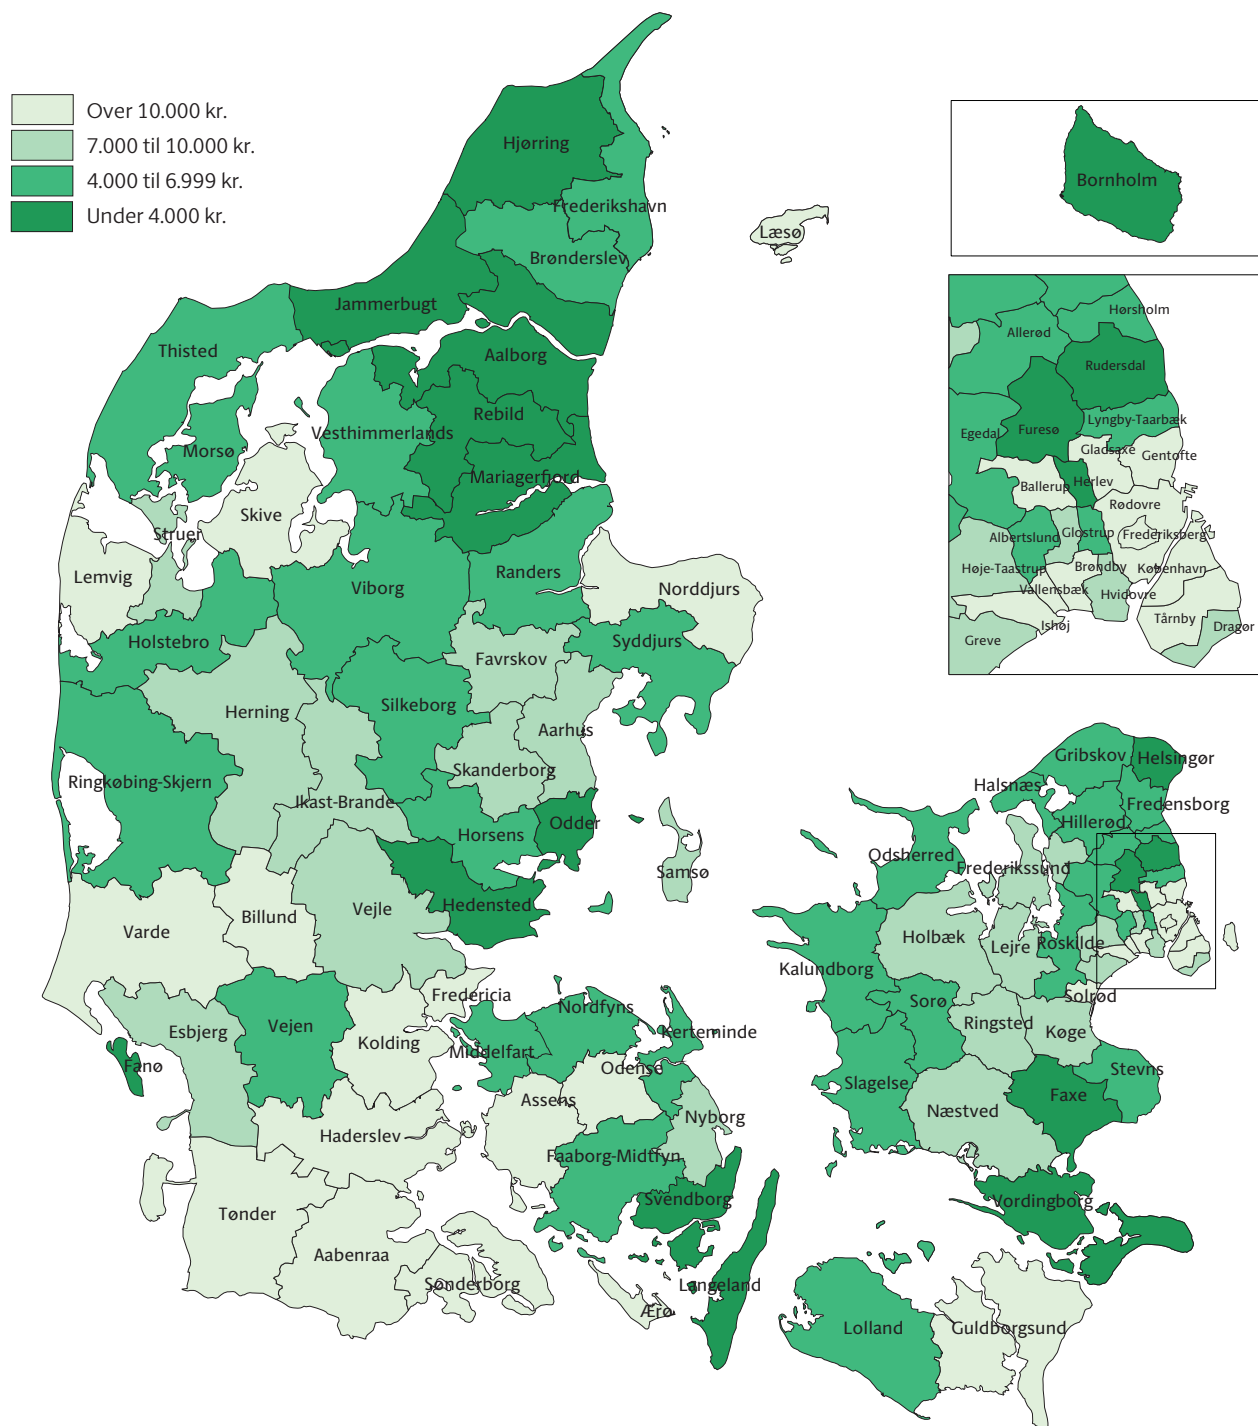 Over 10.000 kr.
7.000 til 10.000 kr.
4.000 til 6.999 kr.
Under 4.000 kr.
Hjørring
Frederikshavn
Læsø
Brønderslev
Jammerbugt
Thisted
Aalborg
Rebild
Vesthimmerlands
Morsø
Mariagerfjord
Skive
Struer
Lemvig
Viborg
Randers
Norddjurs
Holstebro
Syddjurs
Favrskov
Herning
Silkeborg
Aarhus
Skanderborg
Ringkøbing-Skjern
Ikast-Brande
Horsens
Odder
Samsø
Hedensted
Vejle
Billund
Varde
Fredericia
Vejen
Esbjerg
Kolding
Fanø
Nordfyns
Kerteminde
Middelfart
Odense
Assens
Nyborg
Haderslev
Faaborg-Midtfyn
Svendborg
Tønder
Aabenraa
Sønderborg
Langeland
Ærø
Bornholm
Hørsholm
Allerød
Rudersdal
Lyngby-Taarbæk
Furesø
Egedal
Gladsaxe
Gentofte
Ballerup
Herlev
Rødovre
Albertslund
Glostrup
Frederiksberg
Høje-Taastrup
Brøndby
København
Vallensbæk
Hvidovre
Ishøj
Tårnby
Dragør
Greve
Gribskov
Helsingør
Halsnæs
Fredensborg
Hillerød
Odsherred
Frederikssund
Holbæk
Lejre
Roskilde
Kalundborg
Solrød
Sorø
Ringsted
Køge
Stevns
Slagelse
Faxe
Næstved
Vordingborg
Lolland
Guldborgsund